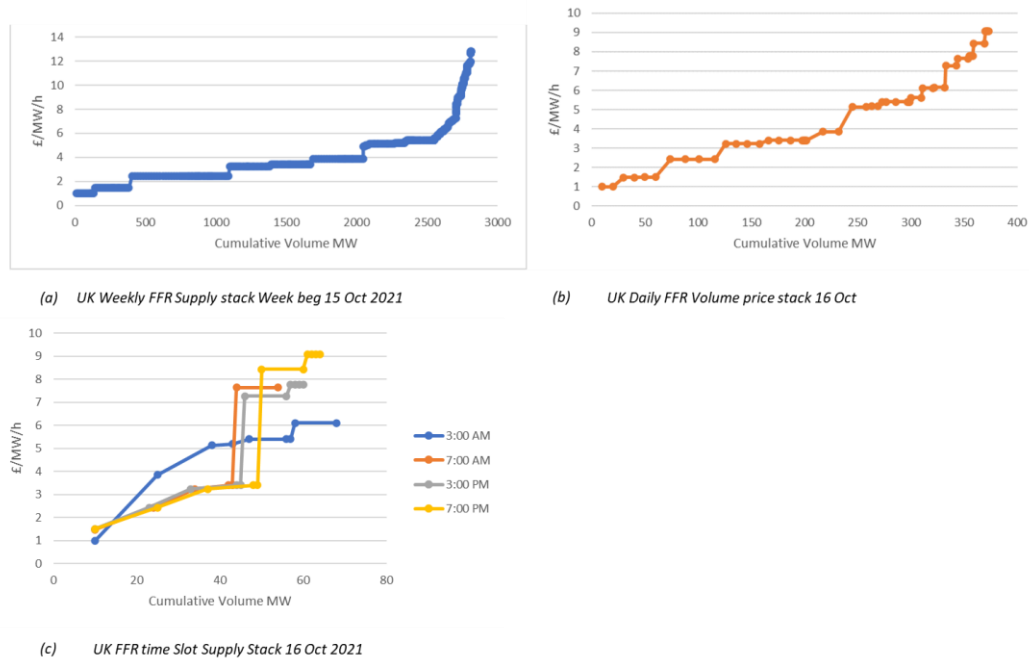 14
12
10
8
6
4
2
0
£/MW/h
0 500 1000 1500 2000 2500 3000
Cumulative Volume MW
(a) UK Weekly FFR Supply stack Week beg 15 Oct 2021
10
9
8
7
6
5
4
3
2
1
0
£/MW/h
0 50 100 150 200 250 300 350 400
Cumulative Volume MW
(b) UK Daily FFR Volume price stack 16 Oct
10
9
8
7
6
5
4
3
2
1
0
£/MW/h
0 20 40 60 80
Cumulative Volume MW
3:00 AM
7:00 AM
3:00 PM
7:00 PM
(c) UK FFR time Slot Supply Stack 16 Oct 2021